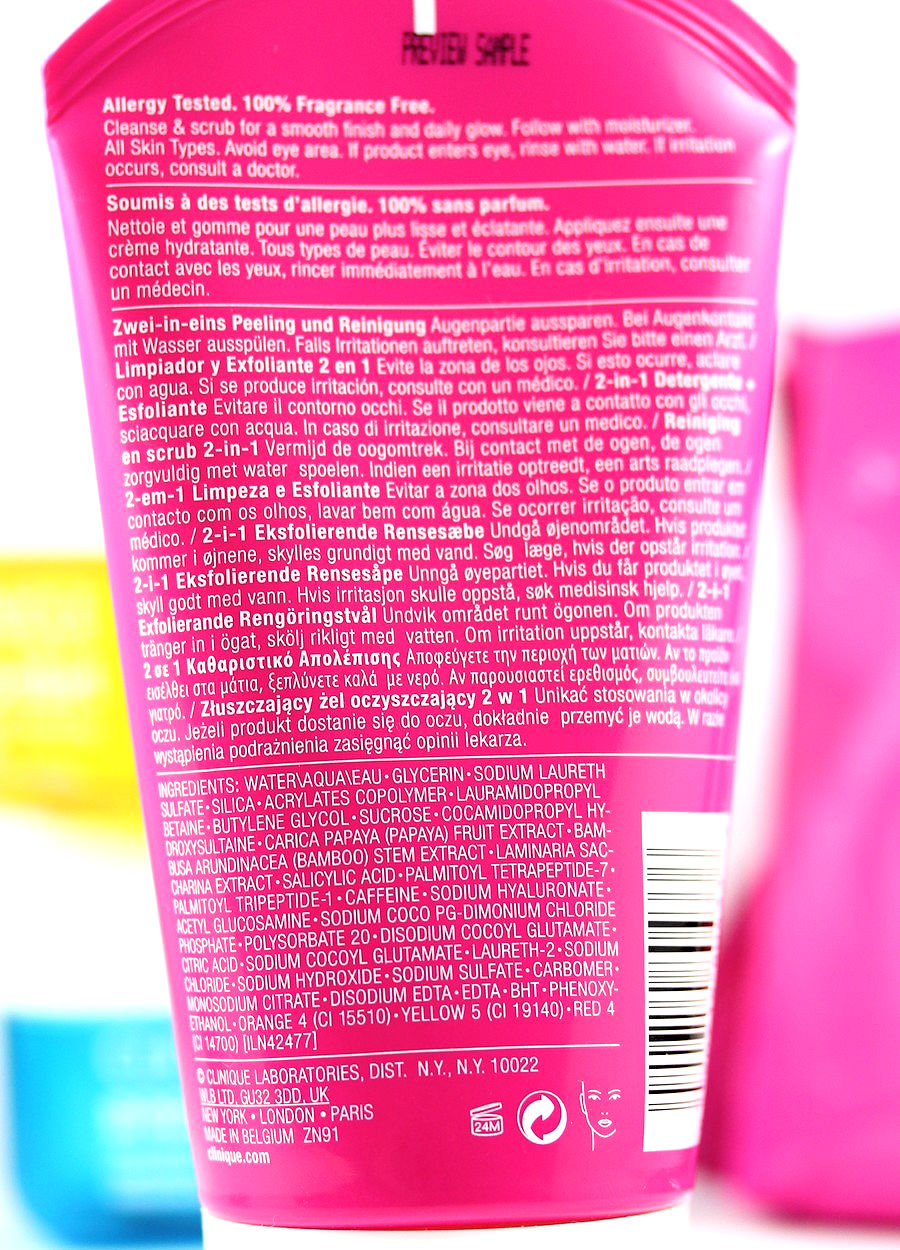 PREVIEW SAMPLE
Allergy Tested. 100% Fragrance Free.
Cleanse & scrub for a smooth finish and daily glow. Follow with moisturizer.
All Skin Types. Avoid eye area. If product enters eye, rinse with water. If irritation
occurs, consult a doctor.
Soumis à des tests d'allergie. 100% sans parfum.
Nettoie et gomme pour une peau plus lisse et éclatante. Appliquez ensuite une
crème hydratante. Tous types de peau. Éviter le contour des yeux. En cas de
contact avec les yeux, rincer immédiatement à l'eau. En cas d'irritation, consulter
un médecin.
Zwei-in-eins Peeling und Reinigung Augenpartie aussparen. Bei Augenkontakt
mit Wasser ausspülen. Falls Irritationen auftreten, konsultieren Sie bitte einen Arzt. /
Limpiador y Exfoliante 2 en 1 Evite la zona de los ojos. Si esto ocurre, aclare
con agua. Si se produce irritación, consulte con un médico. / 2-in-1 Detergente +
Esfoliante Evitare il contorno occhi. Se il prodotto viene a contatto con gli occhi,
sciacquare con acqua. In caso di irritazione, consultare un medico. / Reiniging
en scrub 2-in-1 Vermijd de oogomtrek. Bij contact met de ogen, de ogen
zorgvuldig met water spoelen. Indien een irritatie optreedt, een arts raadplegen. /
2-em-1 Limpeza e Esfoliante Evitar a zona dos olhos. Se o produto entrar em
contacto com os olhos, lavar bem com água. Se ocorrer irritação, consulte um
médico. / 2-i-1 Eksfolierende Rensesæbe Undgå øjenområdet. Hvis produktet
kommer i øjnene, skylles grundigt med vand. Søg læge, hvis der opstår irritation. /
2-i-1 Eksfolierende Rensesåpe Unngå øyepartiet. Hvis du får produktet i øyet,
skyll godt med vann. Hvis irritasjon skulle oppstå, søk medisinsk hjelp. / 2-i-1
Exfolierande Rengöringstvål Undvik området runt ögonen. Om produkten
tränger in i ögat, skölj rikligt med vatten. Om irritation uppstår, kontakta läkare. /
2 σε 1 Καθαριστικό Απολέπισης Αποφεύγετε την περιοχή των ματιών. Αν το προϊόν
εισέλθει στα μάτια, ξεπλύνετε καλά με νερό. Αν παρουσιαστεί ερεθισμός, συμβουλευτείτε
γιατρό. / Złuszczający żel oczyszczający 2 w 1 Unikać stosowania w okolicy
oczu. Jeżeli produkt dostanie się do oczu, dokładnie przemyć je wodą. W razie
wystąpienia podrażnienia zasięgnąć opinii lekarza.
INGREDIENTS: WATER\AQUA\EAU • GLYCERIN • SODIUM LAURETH
SULFATE • SILICA • ACRYLATES COPOLYMER • LAURAMIDOPROPYL
BETAINE • BUTYLENE GLYCOL • SUCROSE • COCAMIDOPROPYL HY-
DROXYSULTAINE • CARICA PAPAYA (PAPAYA) FRUIT EXTRACT • BAM-
BUSA ARUNDINACEA (BAMBOO) STEM EXTRACT • LAMINARIA SAC-
CHARINA EXTRACT • SALICYLIC ACID • PALMITOYL TETRAPEPTIDE-7 •
PALMITOYL TRIPEPTIDE-1 • CAFFEINE • SODIUM HYALURONATE •
ACETYL GLUCOSAMINE • SODIUM COCO PG-DIMONIUM CHLORIDE
PHOSPHATE • POLYSORBATE 20 • DISODIUM COCOYL GLUTAMATE •
CITRIC ACID • SODIUM COCOYL GLUTAMATE • LAURETH-2 • SODIUM
CHLORIDE • SODIUM HYDROXIDE • SODIUM SULFATE • CARBOMER •
MONOSODIUM CITRATE • DISODIUM EDTA • EDTA • BHT • PHENOXY-
ETHANOL • ORANGE 4 (CI 15510) • YELLOW 5 (CI 19140) • RED 4
(CI 14700) [ILN42477]
© CLINIQUE LABORATORIES, DIST. N.Y., N.Y. 10022
WLB LTD, GU32 3DD, UK
NEW YORK • LONDON • PARIS
MADE IN BELGIUM ZN91
clinique.com
24M